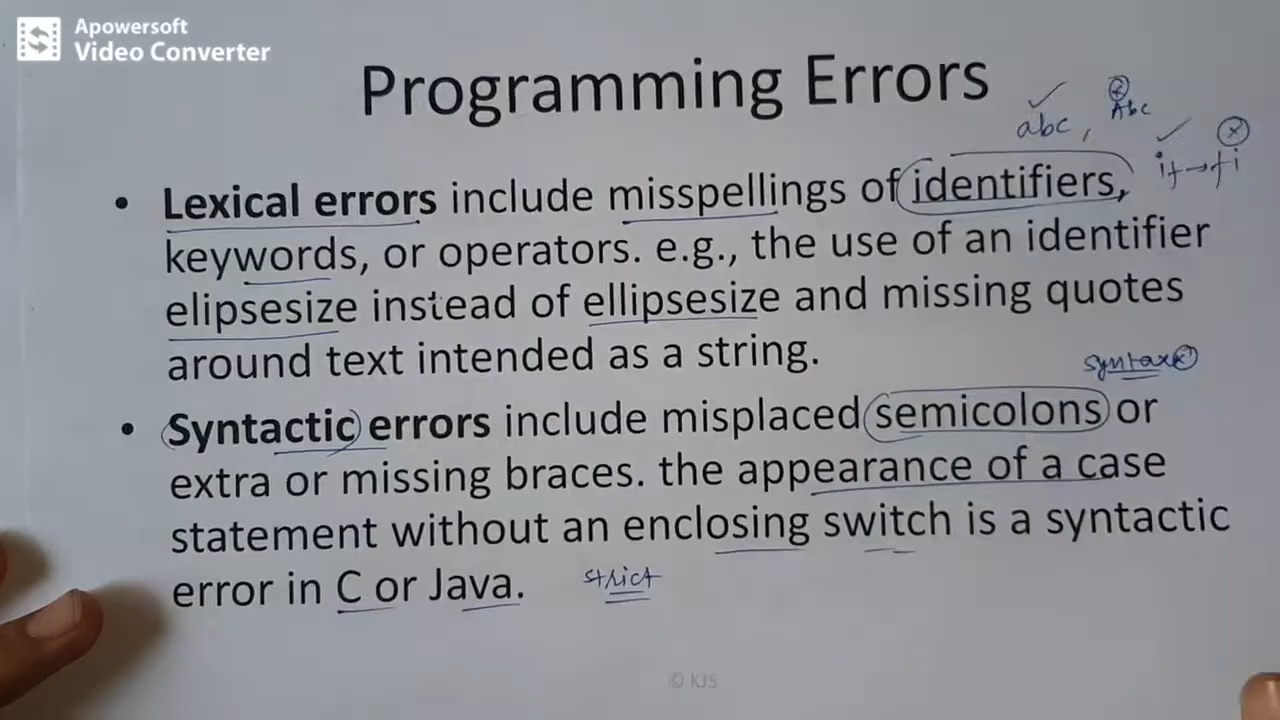 Apowersoft
Video Converter
Programming Errors
abc, Abc
if→fi
• Lexical errors include misspellings of identifiers,
keywords, or operators. e.g., the use of an identifier
elipsesize instead of ellipsesize and missing quotes
around text intended as a string.
syntax
• Syntactic errors include misplaced semicolons or
extra or missing braces. the appearance of a case
statement without an enclosing switch is a syntactic
error in C or Java.
strict
© KJS